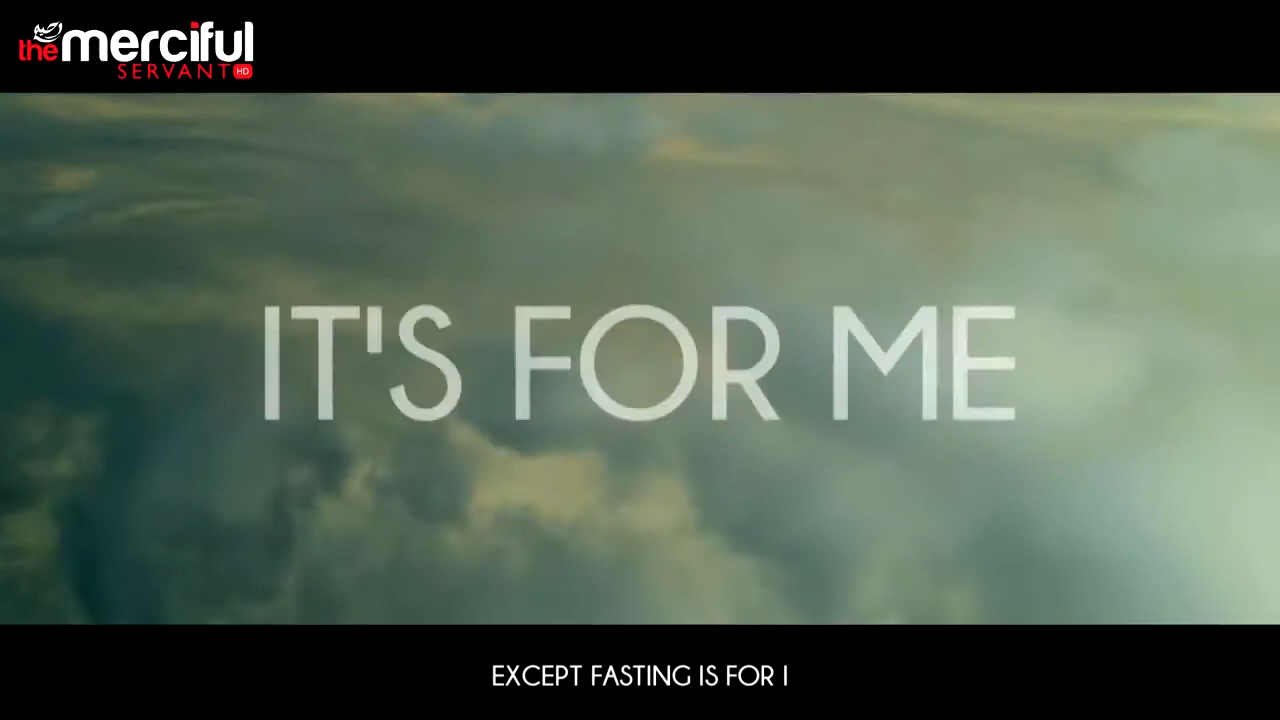 the merciful
SERVANT HD
IT'S FOR ME
EXCEPT FASTING IS FOR I